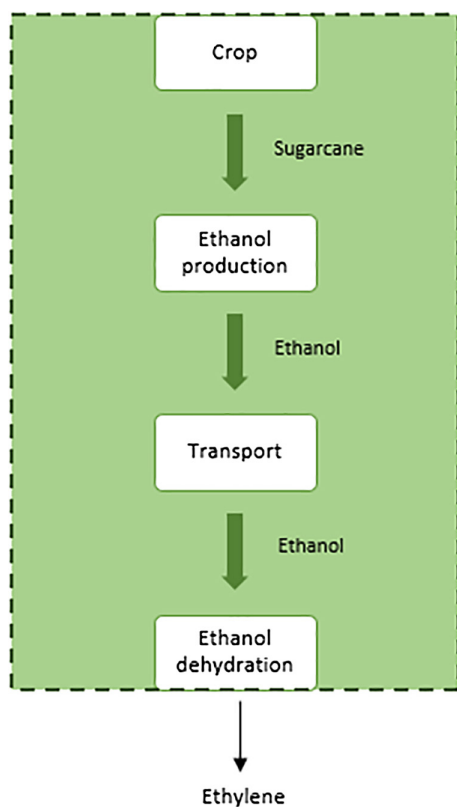 Crop
Sugarcane
Ethanol
production
Ethanol
Transport
Ethanol
Ethanol
dehydration
Ethylene